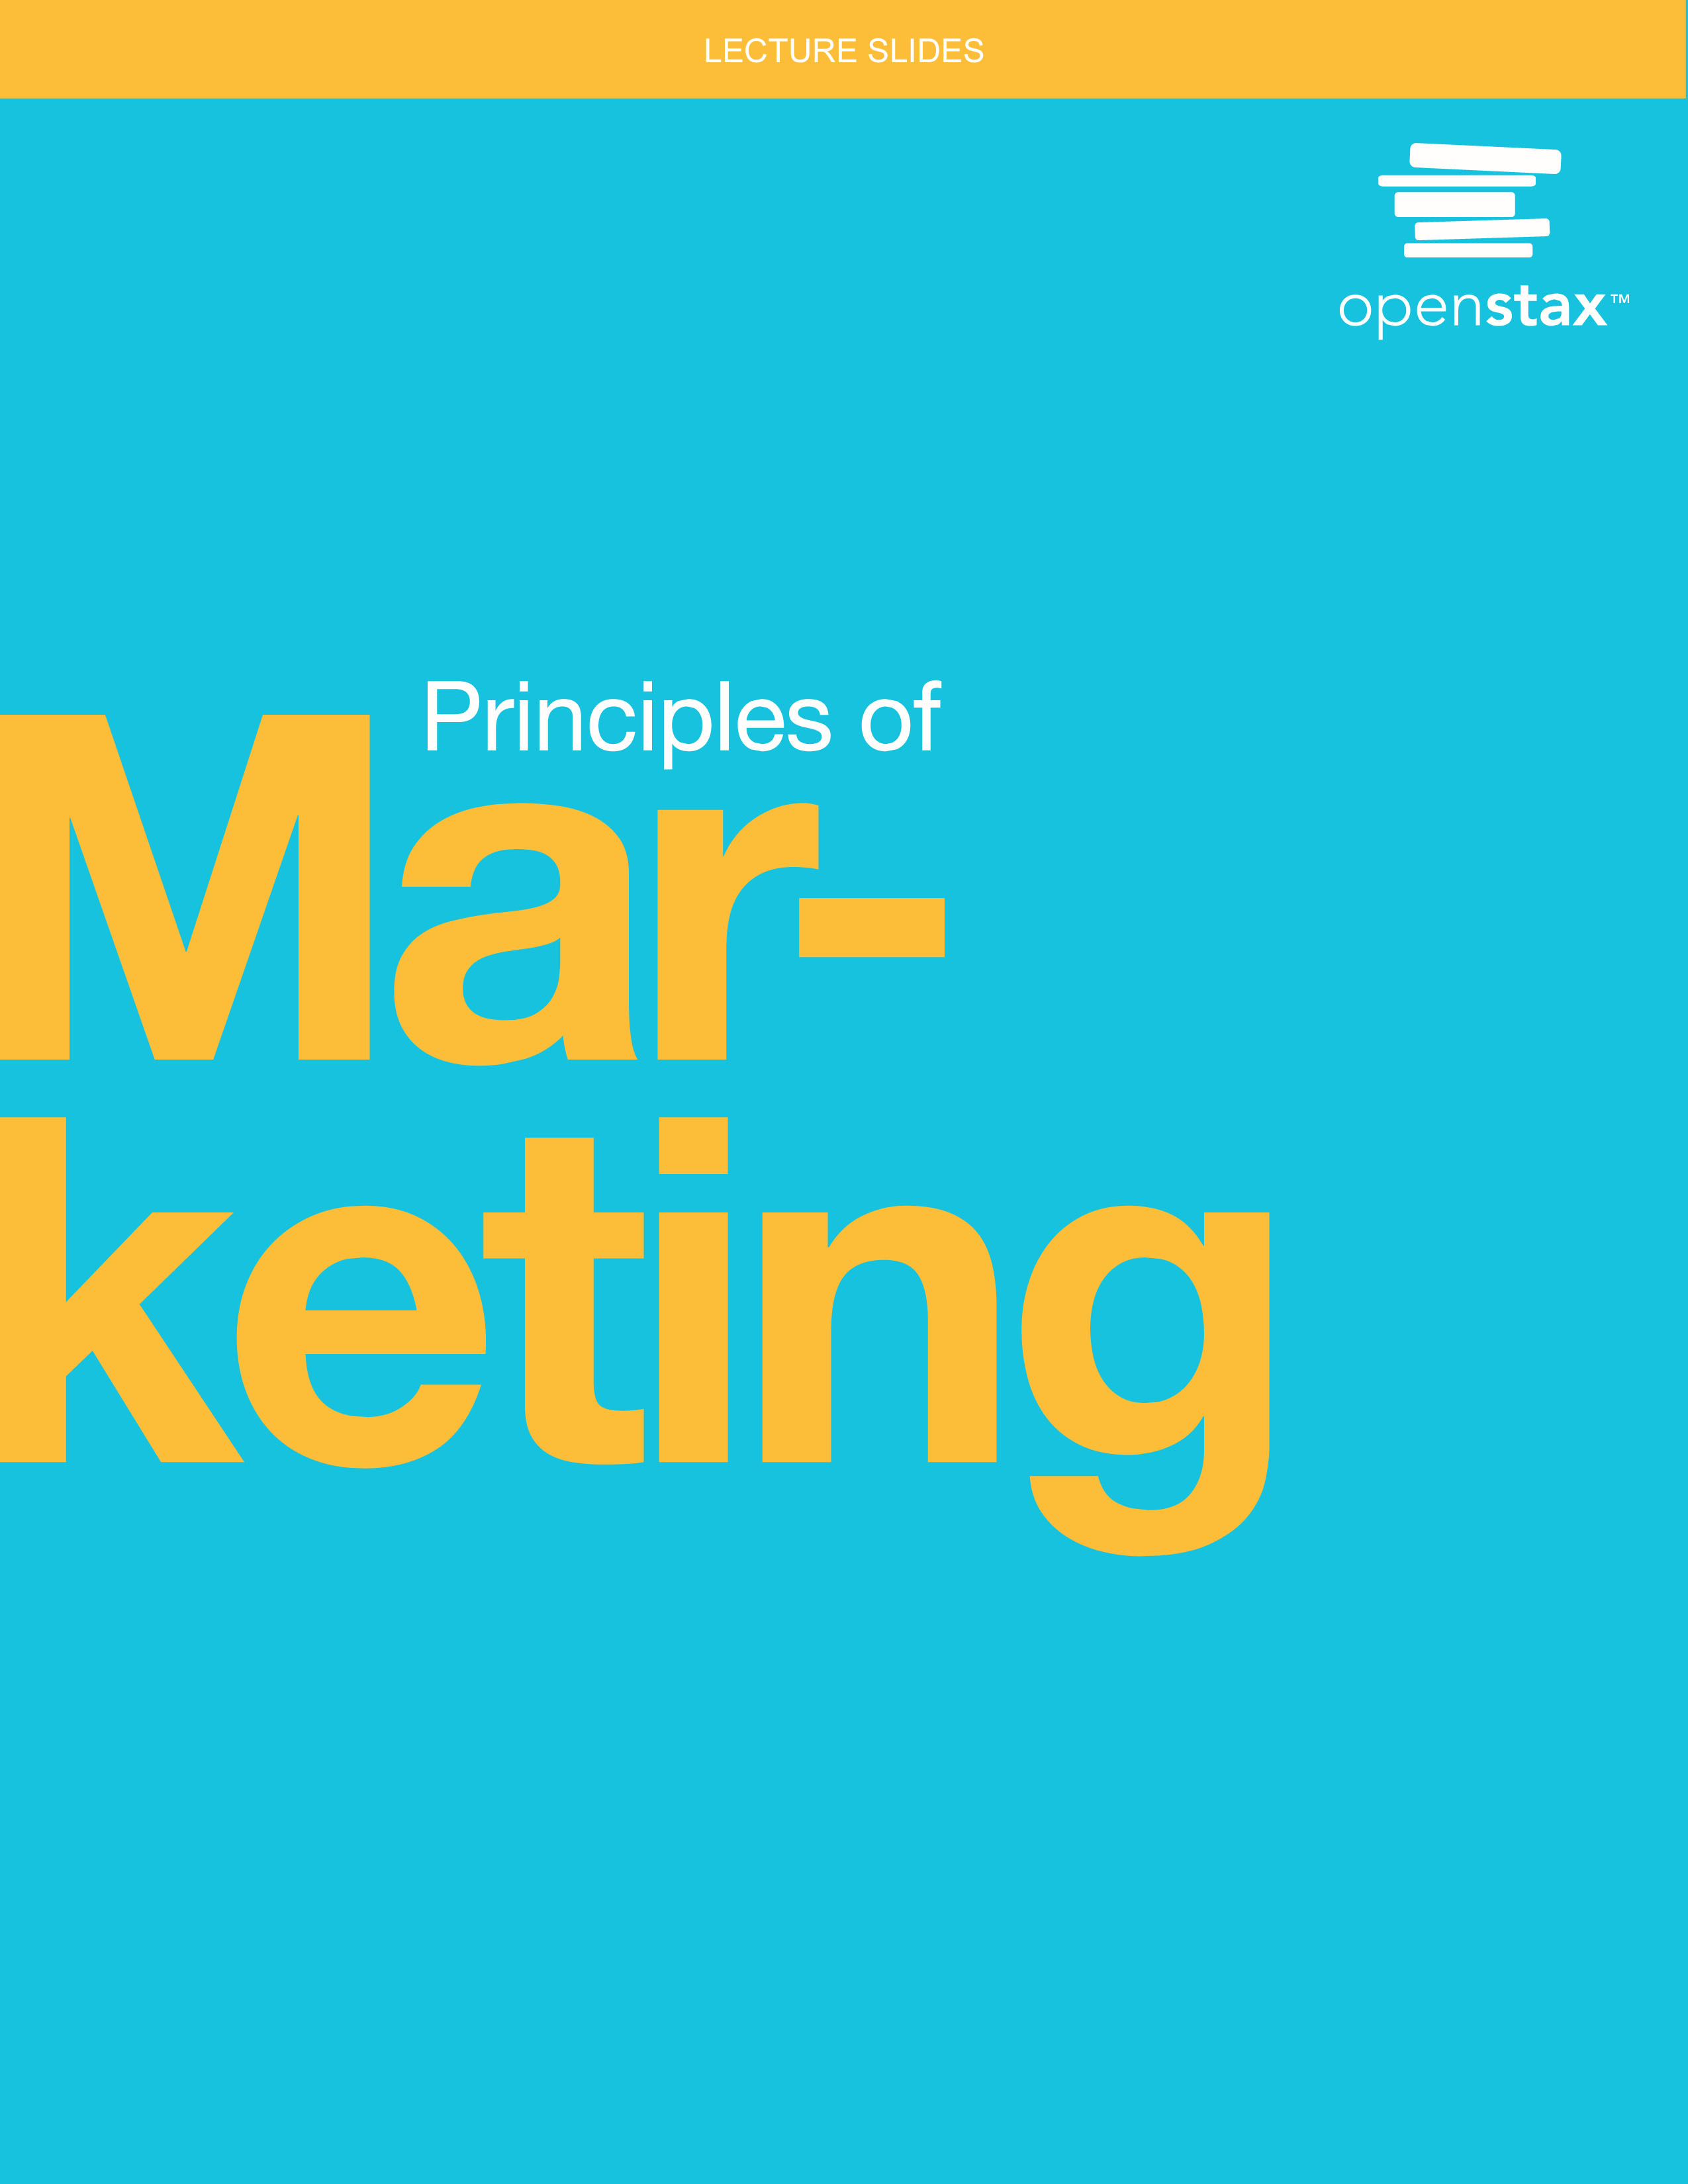 LECTURE SLIDES
openstax™
Principles of
Mar-
keting